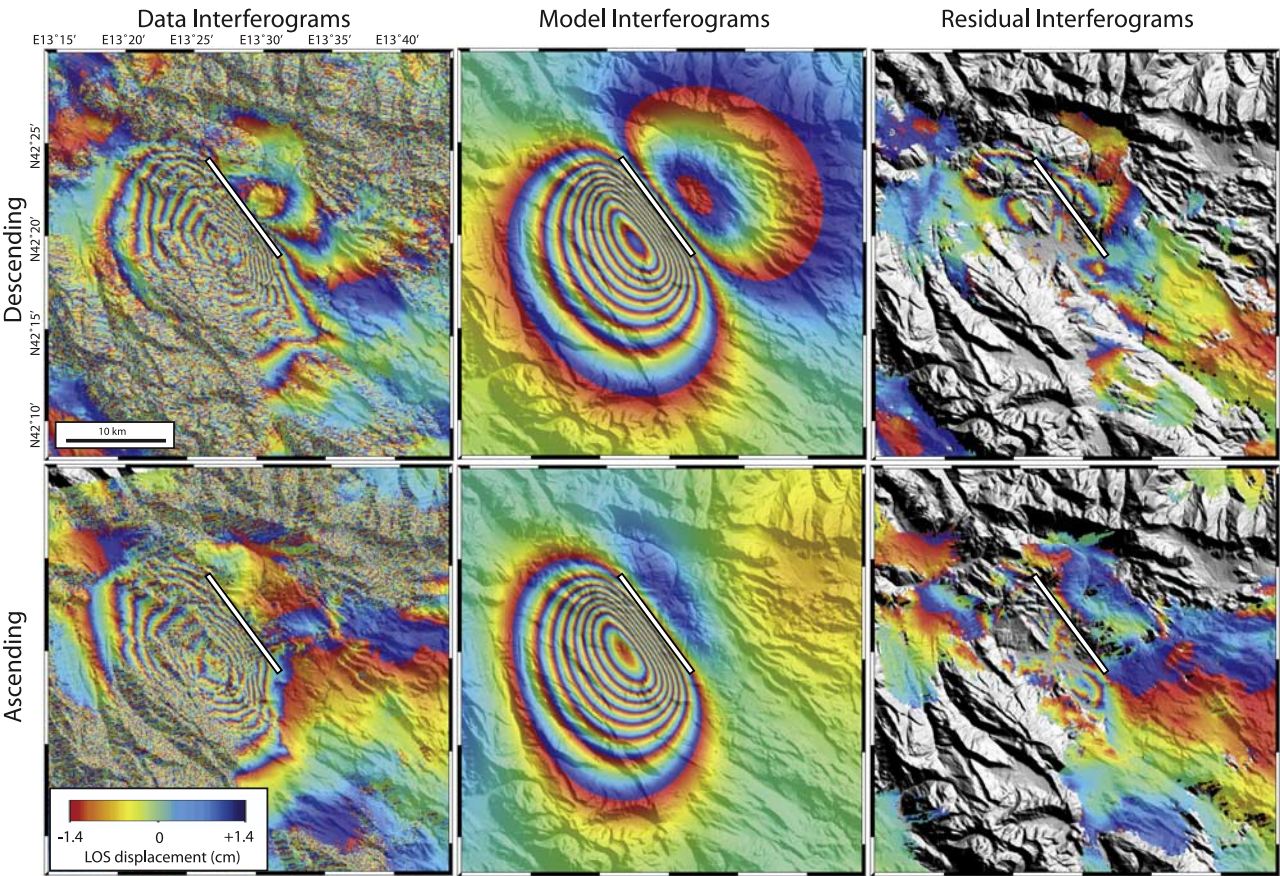 Data Interferograms
Model Interferograms
Residual Interferograms
E13˚15' E13˚20' E13˚25' E13˚30' E13˚35' E13˚40'
Descending
N42˚25'
N42˚20'
N42˚15'
N42˚10'
10 km
Ascending
-1.4 0 +1.4
LOS displacement (cm)